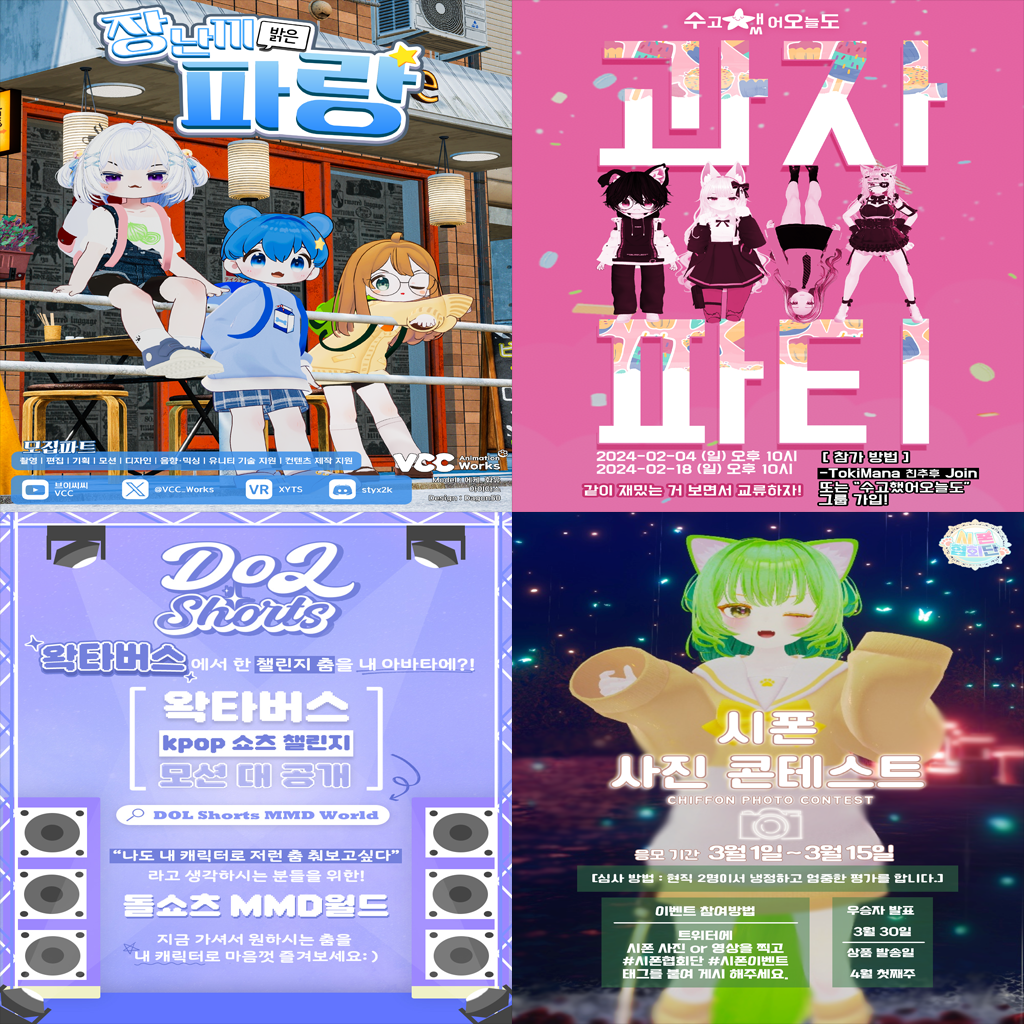 장난끼 밝은
파랑
모집파트
촬영 | 편집 | 기획 | 모션 | 디자인 | 음향·믹싱 | 유니티 기술 지원 | 컨텐츠 제작 지원
VCC Animation Works
브이씨씨
VCC
@VCC_Works
VR XYTS
styx2k
Design : Dragon50
수고했어오늘도
과자
파티
2024-02-04 (일) 오후 10시
2024-02-18 (일) 오후 10시
같이 재밌는 거 보면서 교류하자!
[ 참가 방법 ]
-TokiMana 친추후 Join
또는 "수고했어오늘도"
그룹 가입!
Do2
Shorts
왁타버스에서 한 챌린지 춤을 내 아바타에?!
왁타버스
kpop 쇼츠 챌린지
모션 대 공개
DOL Shorts MMD World
“나도 내 캐릭터로 저런 춤 춰보고싶다”
라고 생각하시는 분들을 위한!
돌쇼츠 MMD월드
지금 가셔서 원하시는 춤을
내 캐릭터로 마음껏 즐겨보세요:)
시폰
협회단
시폰
사진 콘테스트
CHIFFON PHOTO CONTEST
응모 기간 3월 1일 ~ 3월 15일
[심사 방법 : 현직 2명이서 냉정하고 엄중한 평가를 합니다.]
이벤트 참여방법
트위터에
시폰 사진 or 영상을 찍고
#시폰협회단 #시폰이벤트
태그를 붙여 게시 해주세요.
우승자 발표
3월 30일
상품 발송일
4월 첫째주